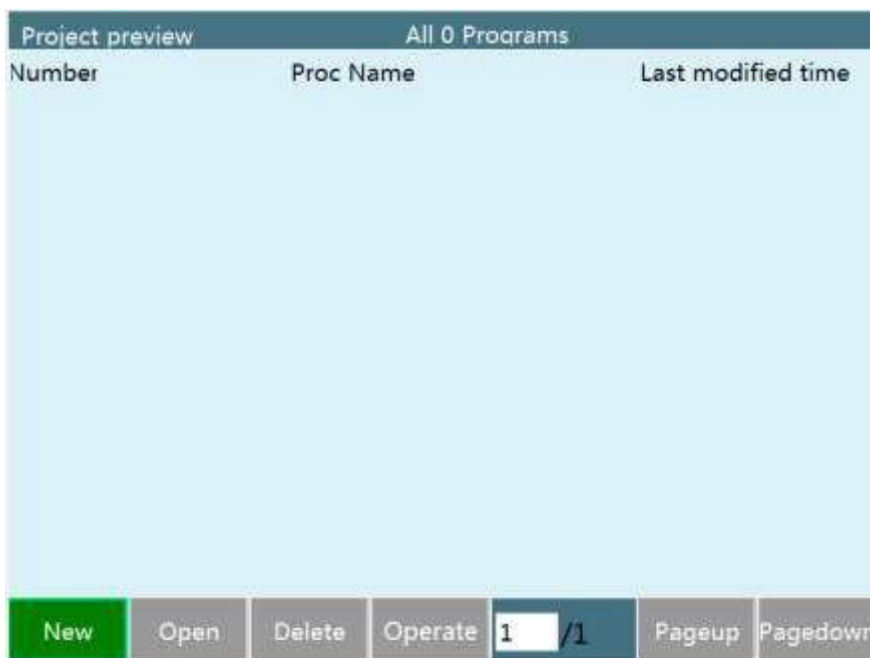 Project preview All 0 Programs
Number Proc Name Last modified time
New Open Delete Operate 1 /1 Pageup Pagedown